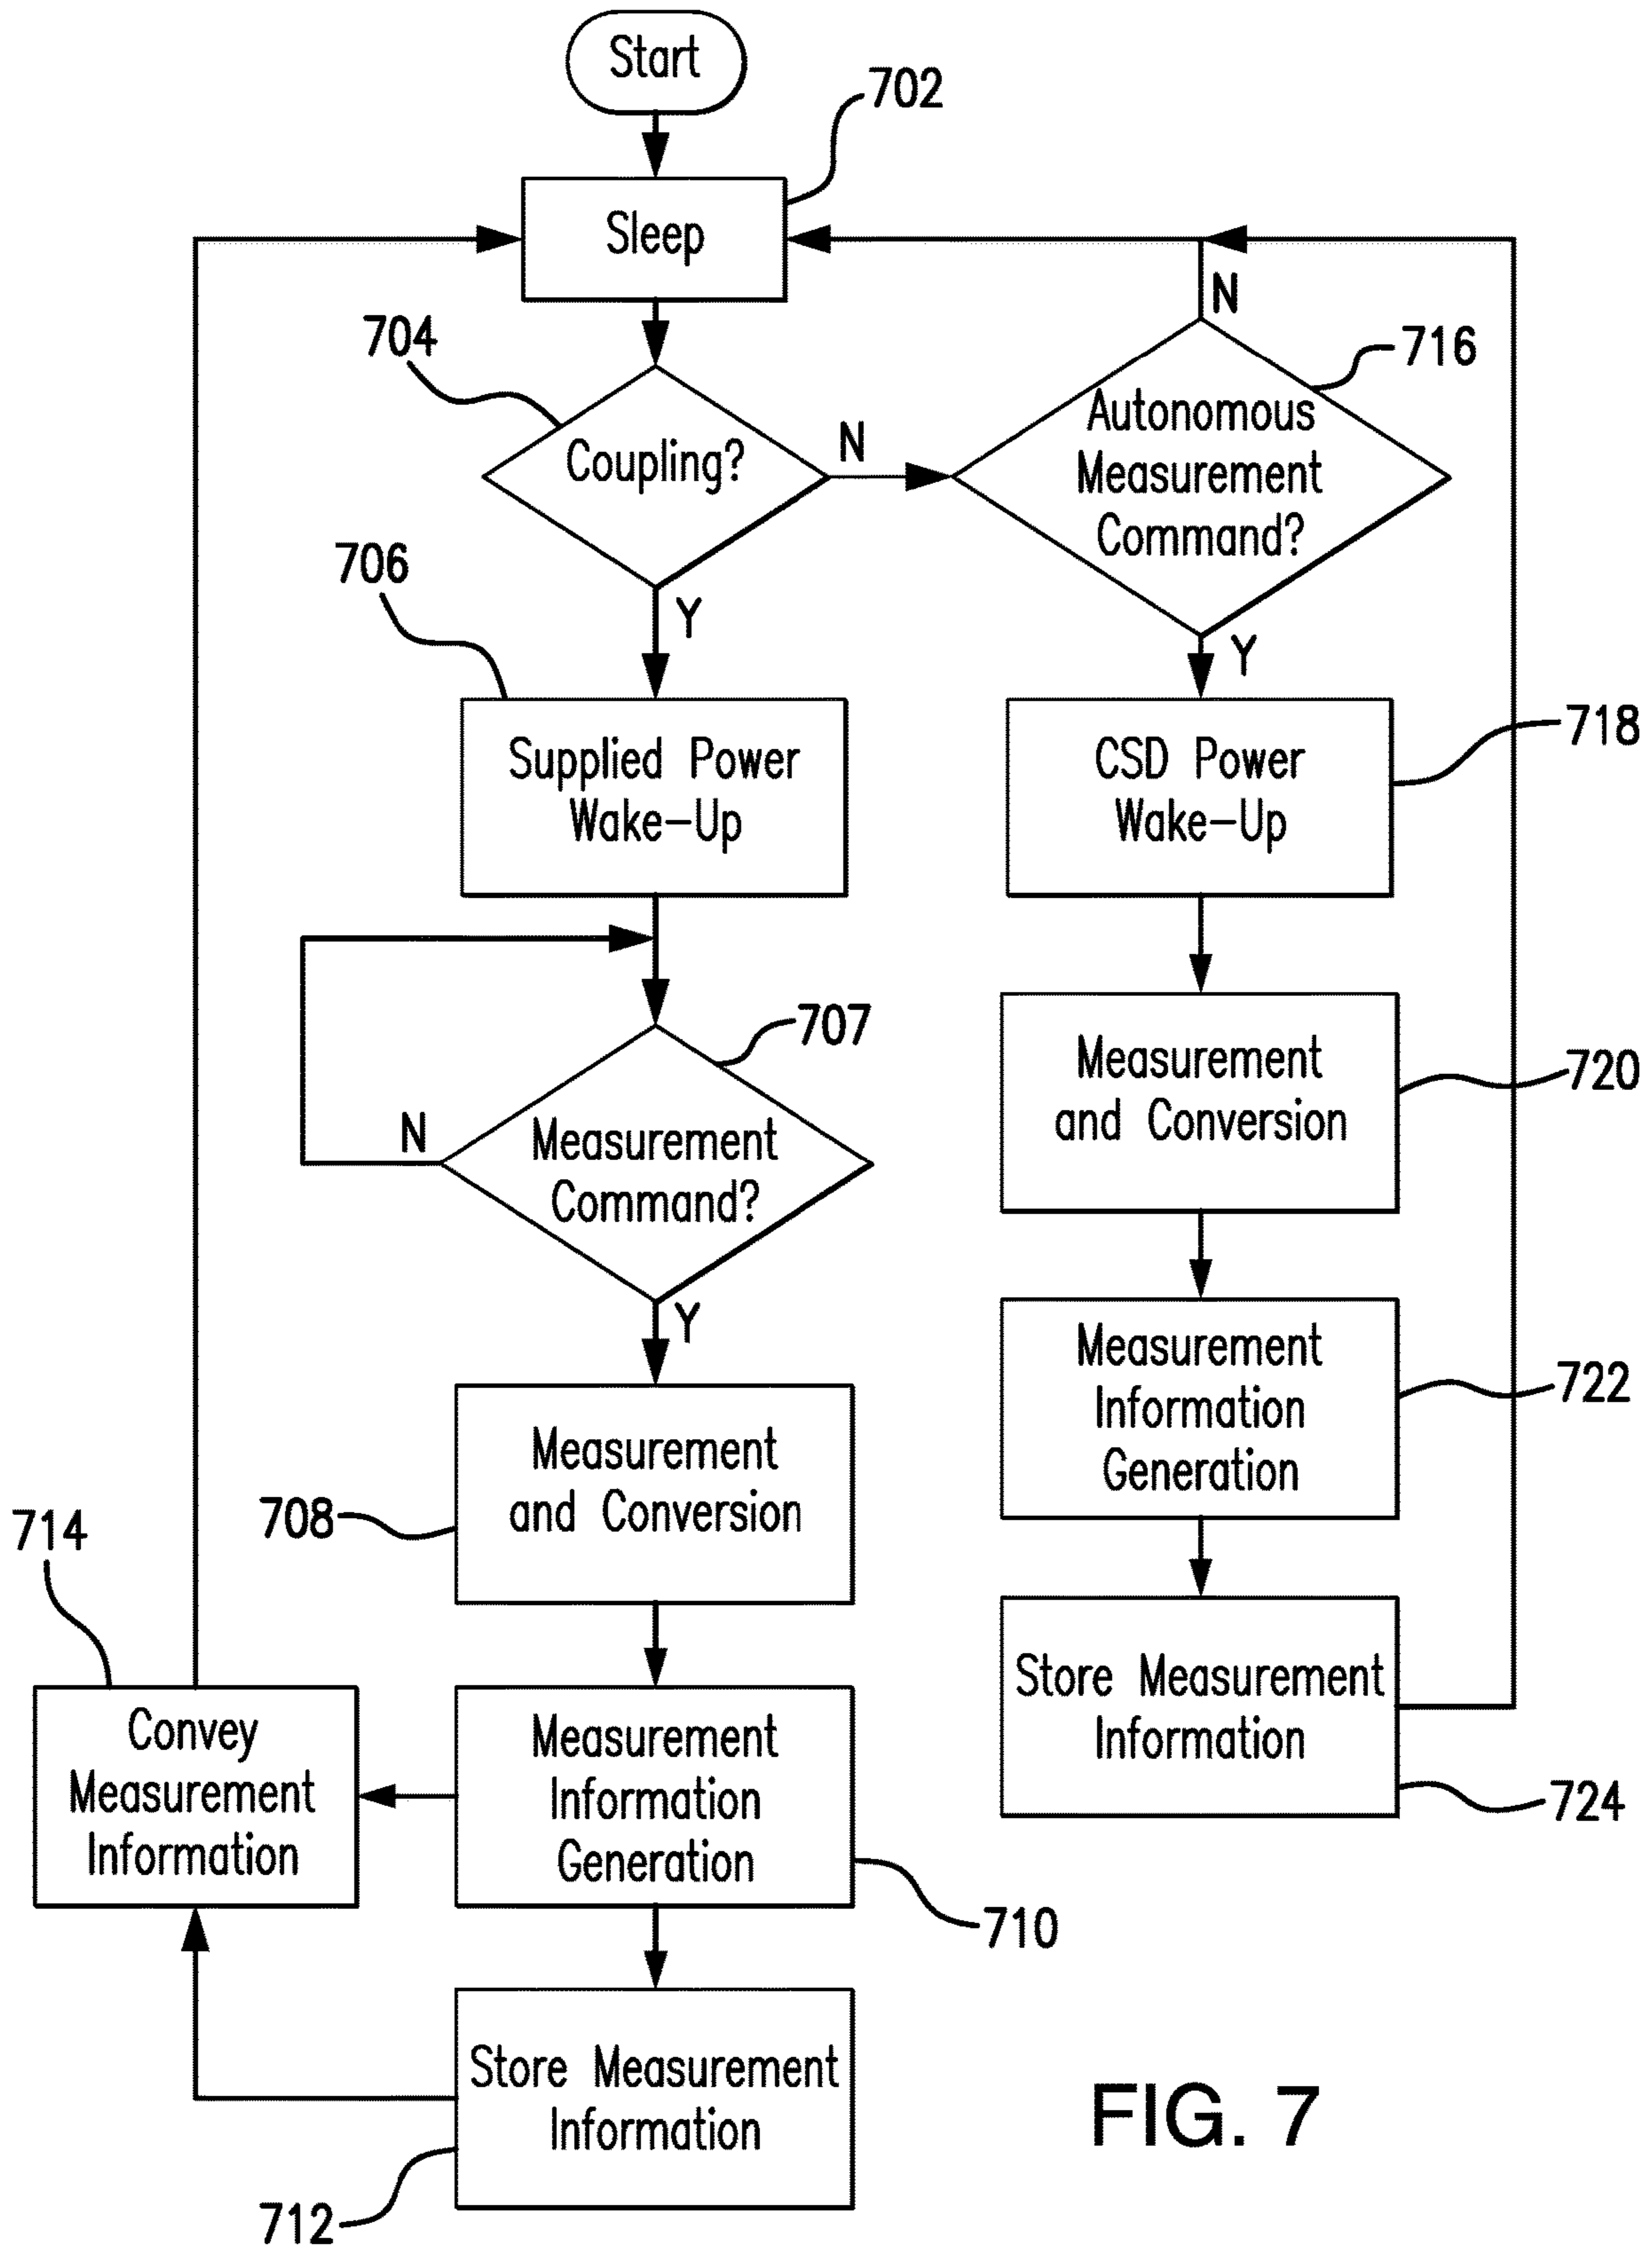 Start
702
Sleep
N
704
716
Coupling?
N
Autonomous
Measurement
Command?
706
Y
Y
718
Supplied Power
Wake-Up
CSD Power
Wake-Up
707
720
Measurement
and Conversion
N
Measurement
Command?
Y
722
Measurement
Information
Generation
708
Measurement
and Conversion
714
Convey
Measurement
Information
Measurement
Information
Generation
Store Measurement
Information
724
710
Store Measurement
Information
712
FIG. 7